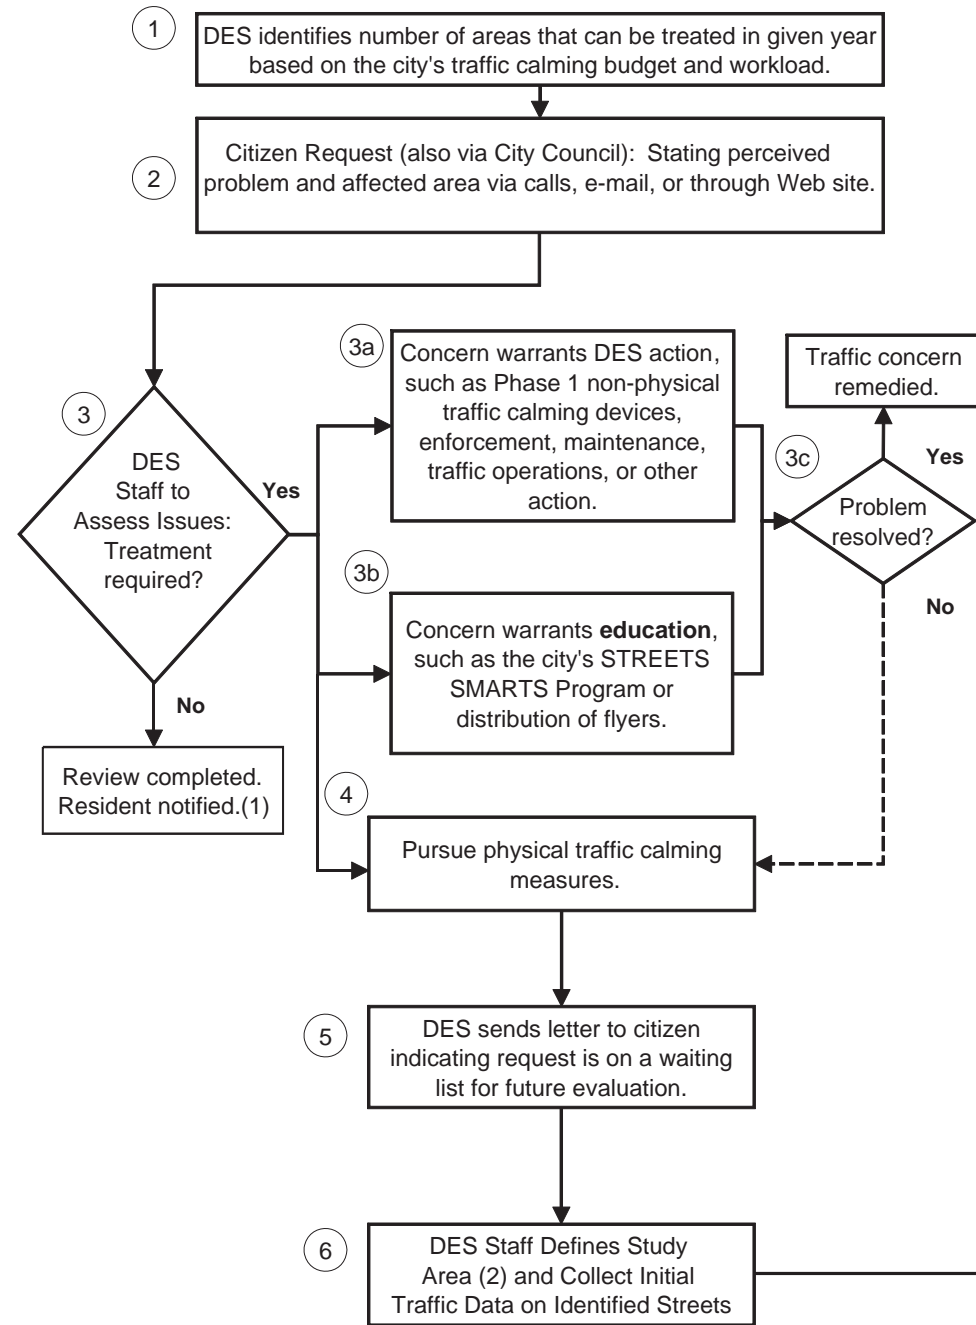 1
DES identifies number of areas that can be treated in given year
based on the city's traffic calming budget and workload.
2
Citizen Request (also via City Council): Stating perceived
problem and affected area via calls, e-mail, or through Web site.
3
DES
Staff to
Assess Issues:
Treatment
required?
Yes
No
Review completed.
Resident notified.(1)
3a
Concern warrants DES action,
such as Phase 1 non-physical
traffic calming devices,
enforcement, maintenance,
traffic operations, or other
action.
3b
Concern warrants education,
such as the city's STREETS
SMARTS Program or
distribution of flyers.
3c
Problem
resolved?
Yes
Traffic concern
remedied.
No
4
Pursue physical traffic calming
measures.
5
DES sends letter to citizen
indicating request is on a waiting
list for future evaluation.
6
DES Staff Defines Study
Area (2) and Collect Initial
Traffic Data on Identified Streets